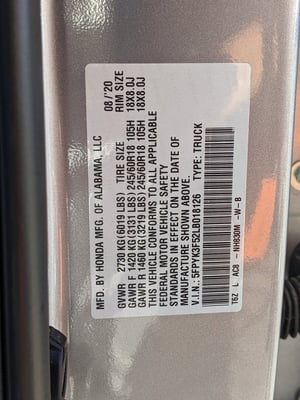 MFD. BY HONDA MFG. OF ALABAMA, LLC 08/'20
GVWR 2730 KG(6019 LBS) TIRE SIZE RIM SIZE
GAWR F 1420 KG(3131 LBS) 245/60R18 105H 18X8.0J
GAWR R 1460 KG(3219 LBS) 245/60R18 105H 18X8.0J
THIS VEHICLE CONFORMS TO ALL APPLICABLE
FEDERAL MOTOR VEHICLE SAFETY
STANDARDS IN EFFECT ON THE DATE OF
MANUFACTURE SHOWN ABOVE.
V.I.N.: 5FPYK3F52LB018126 TYPE: TRUCK
T6Z L AC8 - NH830M -W- B